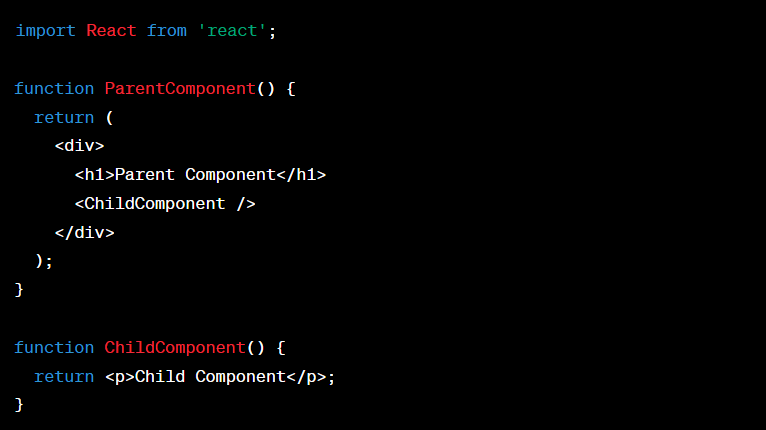 import React from 'react';

function ParentComponent() {
  return (
    <div>
      <h1>Parent Component</h1>
      <ChildComponent />
    </div>
  );
}

function ChildComponent() {
  return <p>Child Component</p>;
}